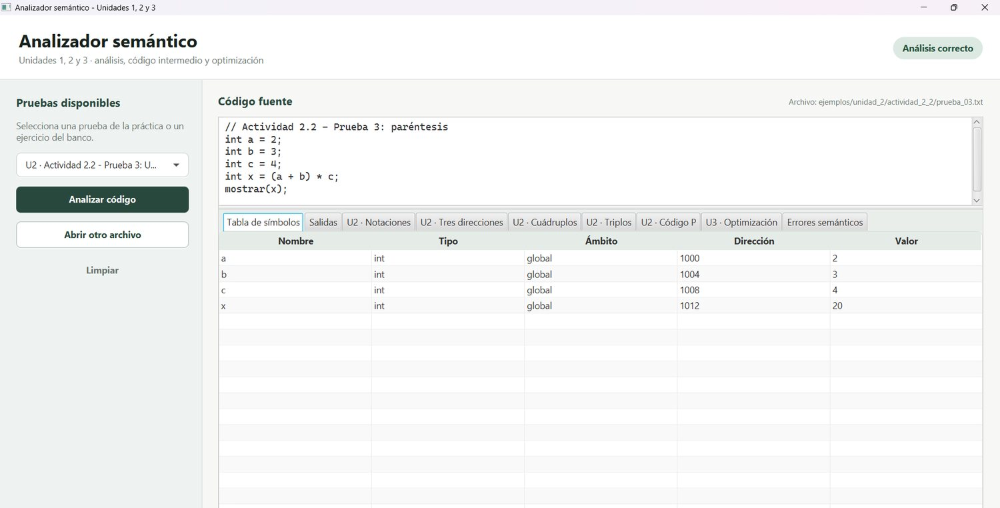 Analizador semántico - Unidades 1, 2 y 3
Analizador semántico
Unidades 1, 2 y 3 · análisis, código intermedio y optimización
Análisis correcto
Pruebas disponibles
Selecciona una prueba de la práctica o un
ejercicio del banco.
U2 · Actividad 2.2 - Prueba 3: U...
Analizar código
Abrir otro archivo
Limpiar
Código fuente
Archivo: ejemplos/unidad_2/actividad_2_2/prueba_03.txt
// Actividad 2.2 – Prueba 3: paréntesis
int a = 2;
int b = 3;
int c = 4;
int x = (a + b) * c;
mostrar(x);
Tabla de símbolos Salidas U2 · Notaciones U2 · Tres direcciones U2 · Cuádruplos U2 · Triplos U2 · Código P U3 · Optimización Errores semánticos
Nombre Tipo Ámbito Dirección Valor
a int global 1000 2
b int global 1004 3
c int global 1008 4
x int global 1012 20